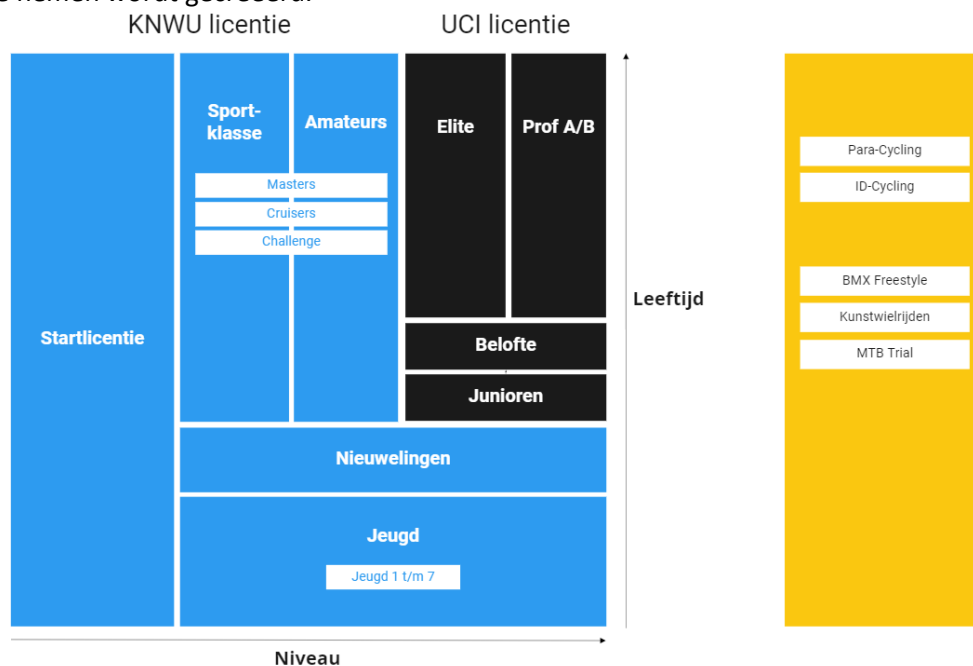 KNWU licentie
UCI licentie
Sport-
klasse
Amateurs
Elite
Prof A/B
Masters
Cruisers
Challenge
Startlicentie
Belofte
Junioren
Nieuwelingen
Jeugd
Jeugd 1 t/m 7
Leeftijd
Niveau
Para-Cycling
ID-Cycling
BMX Freestyle
Kunstwielrijden
MTB Trial